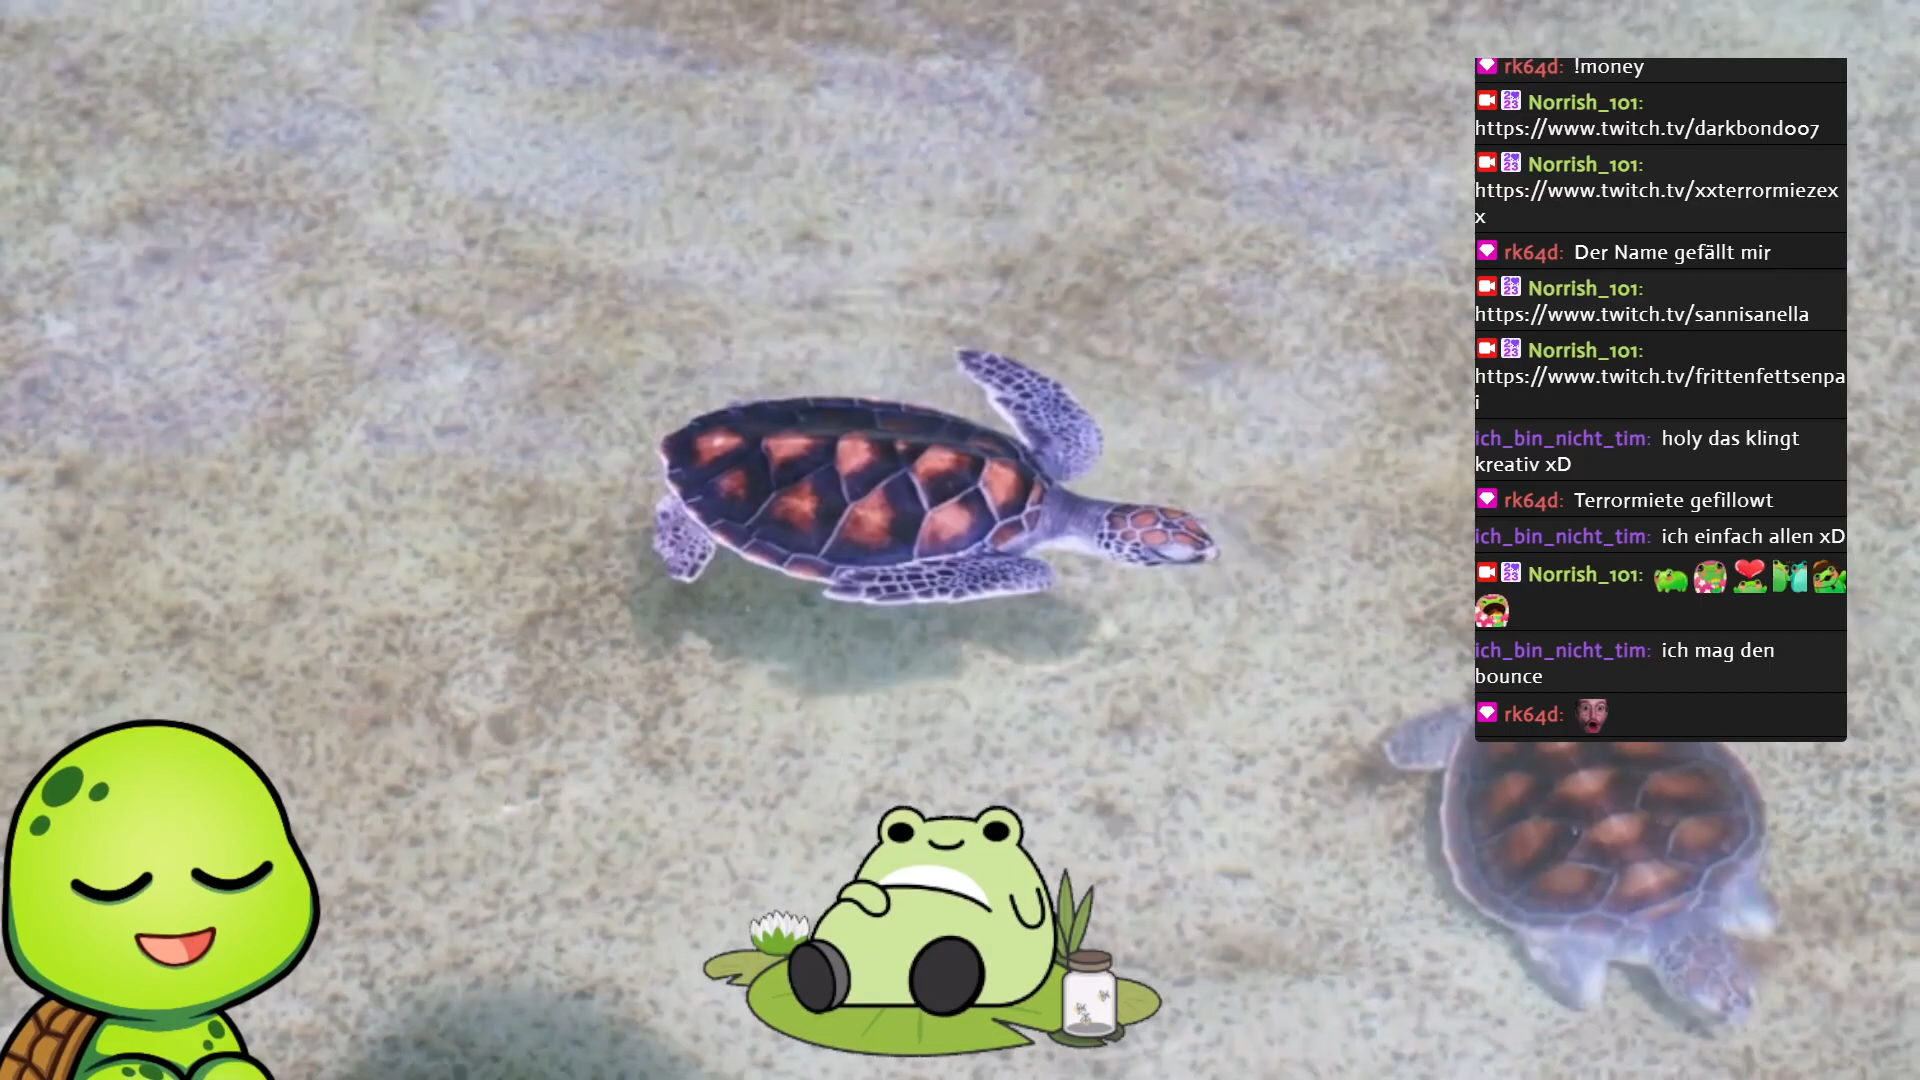 rk64d: !money
Norrish_101:
https://www.twitch.tv/darkbond007
Norrish_101:
https://www.twitch.tv/xxterrormiezex
x
rk64d: Der Name gefällt mir
Norrish_101:
https://www.twitch.tv/sannisanella
Norrish_101:
https://www.twitch.tv/frittenfettsenpa
i
ich_bin_nicht_tim: holy das klingt
kreativ xD
rk64d: Terrormiete gefillowt
ich_bin_nicht_tim: ich einfach allen xD
Norrish_101:
ich_bin_nicht_tim: ich mag den
bounce
rk64d: